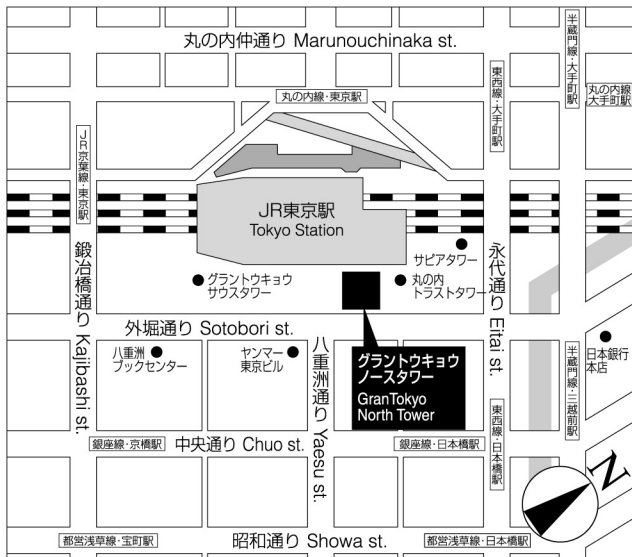 丸の内仲通り Marunouchinaka st.
半蔵門線・大手町駅
丸の内線・東京駅
東西線・大手町駅
丸の内線
大手町駅
JR京葉線・東京駅
JR東京駅
Tokyo Station
サピアタワー
鍛冶橋通り Kajibashi st.
永代通り Eitai st.
グラントウキョウ
サウスタワー
丸の内
トラストタワー
外堀通り Sotobori st.
八重洲
ブックセンター
ヤンマー
東京ビル
八重洲通り Yaesu st.
グラントウキョウ
ノースタワー
GranTokyo
North Tower
日本銀行
本店
半蔵門線・三越前駅
東西線・日本橋駅
銀座線・京橋駅
中央通り Chuo st.
銀座線・日本橋駅
N
都営浅草線・宝町駅
昭和通り Showa st.
都営浅草線・日本橋駅